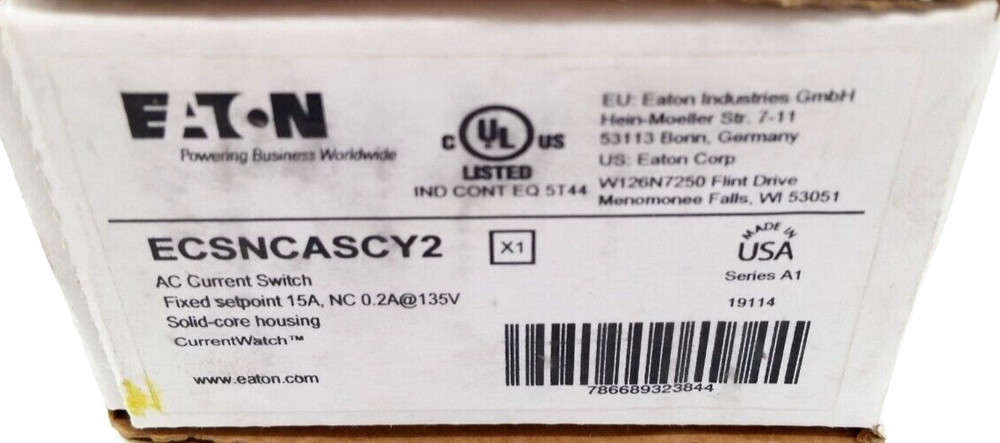 EATON
Powering Business Worldwide
C UL US
LISTED
IND CONT EQ 5T44
EU: Eaton Industries GmbH
Hein-Moeller Str. 7-11
53113 Bonn, Germany
US: Eaton Corp
W126N7250 Flint Drive
Menomonee Falls, WI 53051
ECSNCASCY2
X1
MADE IN
USA
Series A1
19114
AC Current Switch
Fixed setpoint 15A, NC 0.2A@135V
Solid-core housing
CurrentWatch™
www.eaton.com
786689323844